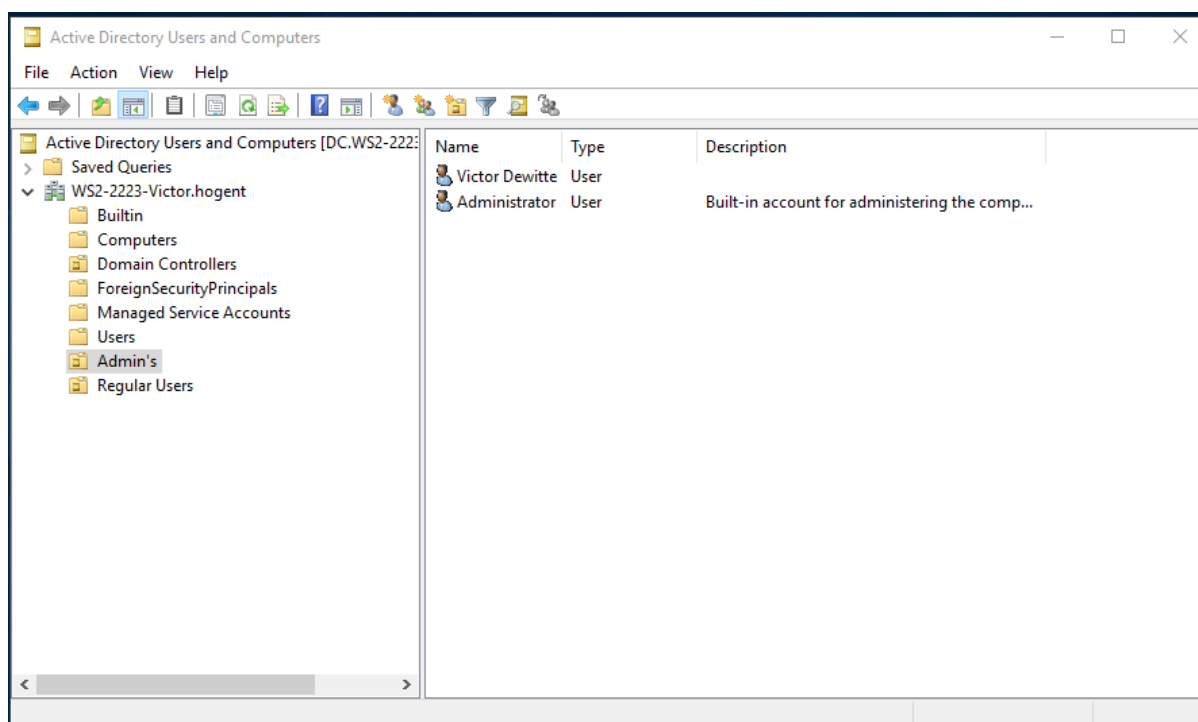 Active Directory Users and Computers
File Action View Help
Active Directory Users and Computers [DC.WS2-222
Saved Queries
WS2-2223-Victor.hogent
Builtin
Computers
Domain Controllers
ForeignSecurityPrincipals
Managed Service Accounts
Users
Admin's
Regular Users
Name Type Description
Victor Dewitte User
Administrator User Built-in account for administering the comp...